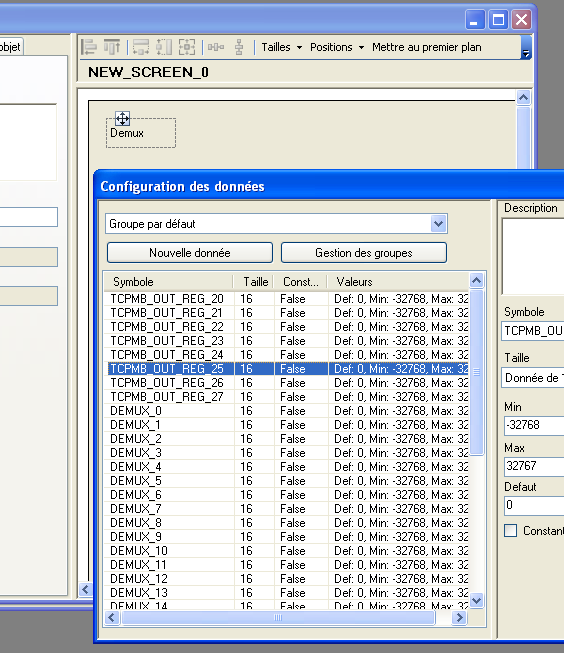 objet
Tailles Positions Mettre au premier plan
NEW_SCREEN_0
Demux
Configuration des données
Groupe par défaut
Nouvelle donnée Gestion des groupes
Symbole Taille Const... Valeurs
TCPMB_OUT_REG_20 16 False Def: 0, Min: -32768, Max: 32
TCPMB_OUT_REG_21 16 False Def: 0, Min: -32768, Max: 32
TCPMB_OUT_REG_22 16 False Def: 0, Min: -32768, Max: 32
TCPMB_OUT_REG_23 16 False Def: 0, Min: -32768, Max: 32
TCPMB_OUT_REG_24 16 False Def: 0, Min: -32768, Max: 32
TCPMB_OUT_REG_25 16 False Def: 0, Min: -32768, Max: 32
TCPMB_OUT_REG_26 16 False Def: 0, Min: -32768, Max: 32
TCPMB_OUT_REG_27 16 False Def: 0, Min: -32768, Max: 32
DEMUX_0 16 False Def: 0, Min: -32768, Max: 32
DEMUX_1 16 False Def: 0, Min: -32768, Max: 32
DEMUX_2 16 False Def: 0, Min: -32768, Max: 32
DEMUX_3 16 False Def: 0, Min: -32768, Max: 32
DEMUX_4 16 False Def: 0, Min: -32768, Max: 32
DEMUX_5 16 False Def: 0, Min: -32768, Max: 32
DEMUX_6 16 False Def: 0, Min: -32768, Max: 32
DEMUX_7 16 False Def: 0, Min: -32768, Max: 32
DEMUX_8 16 False Def: 0, Min: -32768, Max: 32
DEMUX_9 16 False Def: 0, Min: -32768, Max: 32
DEMUX_10 16 False Def: 0, Min: -32768, Max: 32
DEMUX_11 16 False Def: 0, Min: -32768, Max: 32
DEMUX_12 16 False Def: 0, Min: -32768, Max: 32
DEMUX_13 16 False Def: 0, Min: -32768, Max: 32
DEMUX_14 16 False Def: 0, Min: -32768, Max: 32
Description
Symbole
TCPMB_OU
Taille
Donnée de
Min
-32768
Max
32767
Defaut
0
Constant